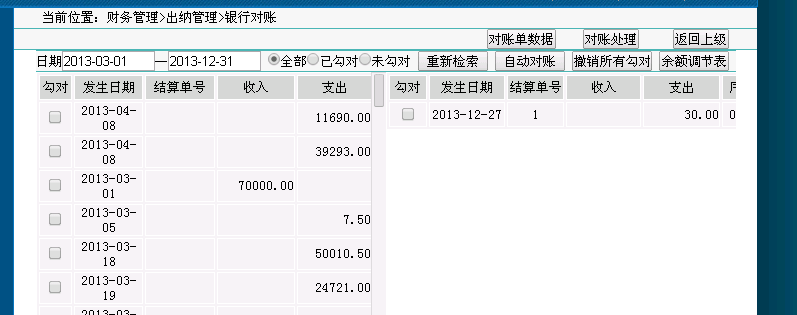 当前位置：财务管理>出纳管理>银行对账
对账单数据 对账处理 返回上级
日期2013-03-01—2013-12-31 全部 已勾对 未勾对 重新检索 自动对账 撤销所有勾对 余额调节表
勾对 发生日期 结算单号 收入 支出 勾对 发生日期 结算单号 收入 支出
2013-04-08 11690.00 2013-12-27 1 30.00
2013-04-08 39293.00
2013-03-01 70000.00
2013-03-05 7.50
2013-03-18 50010.50
2013-03-19 24721.00